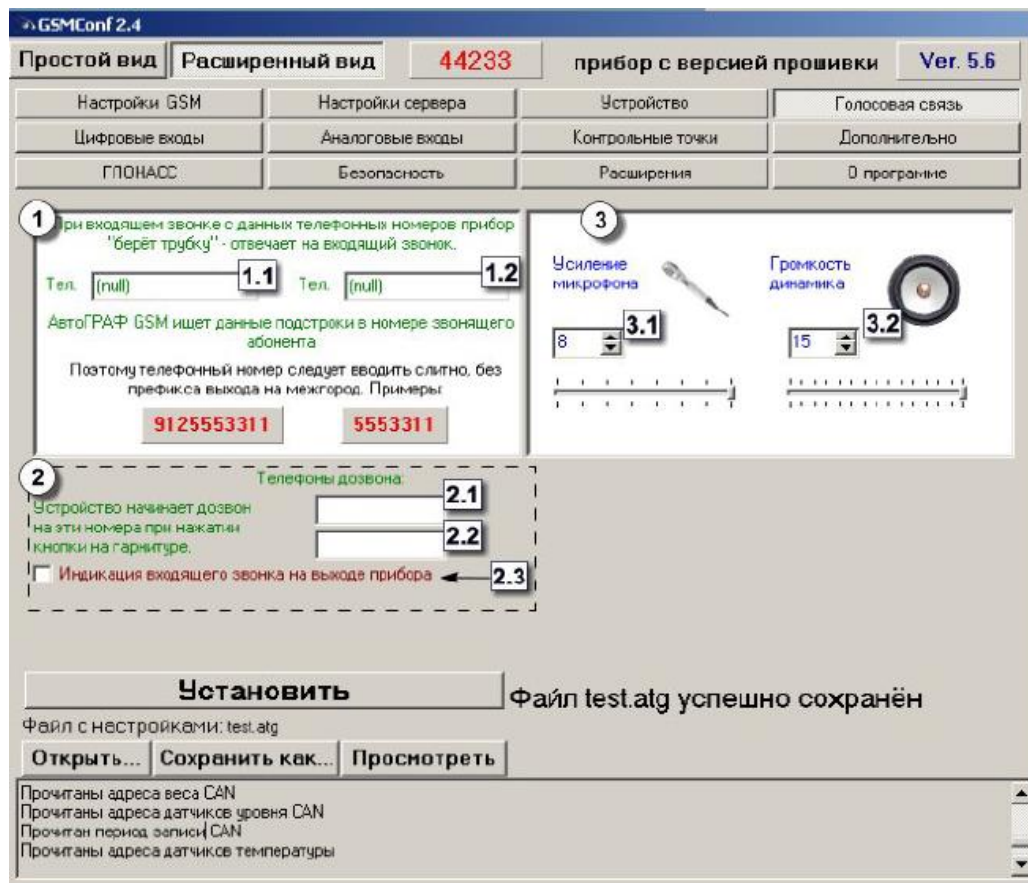 GSMConf 2.4
Простой вид Расширенный вид 44233 прибор с версией прошивки Ver. 5.6
Настройки GSM Настройки сервера Устройство Голосовая связь
Цифровые входы Аналоговые входы Контрольные точки Дополнительно
ГЛОНАСС Безопасность Расширения О программе
1
При входящем звонке с данных телефонных номеров прибор
"берёт трубку" - отвечает на входящий звонок.
Тел. (null) 1.1 Тел. (null) 1.2
АвтоГРАФ GSM ищет данные подстроки в номере звонящего
абонента
Поэтому телефонный номер следует вводить слитно, без
префикса выхода на межгород. Примеры:
9125553311 5553311
3
Усиление
микрофона
8 3.1
Громкость
динамика
15 3.2
2
Телефоны дозвона:
Устройство начинает дозвон
на эти номера при нажатии
кнопки на гарнитуре.
2.1
2.2
Индикация входящего звонка на выходе прибора 2.3
Установить Файл test.atg успешно сохранён
Файл с настройками: test.atg
Открыть... Сохранить как... Просмотреть
Прочитаны адреса веса CAN
Прочитаны адреса датчиков уровня CAN
Прочитан период записи CAN
Прочитаны адреса датчиков температуры